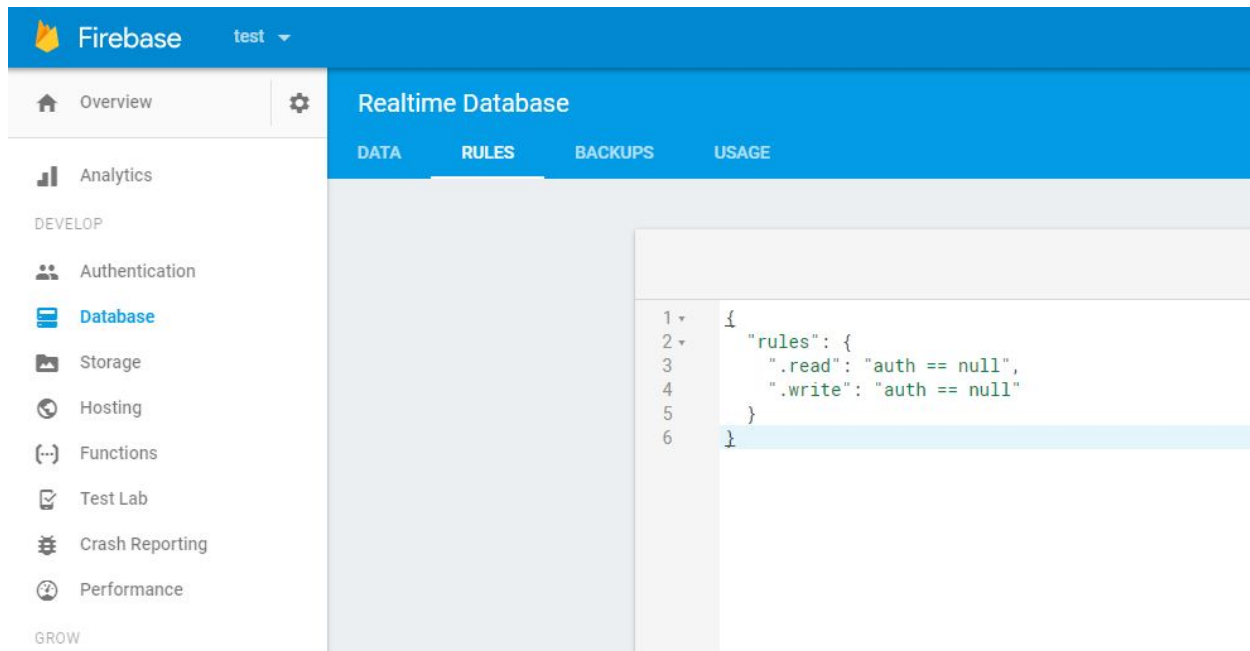 Firebase test
Overview
Analytics
DEVELOP
Authentication
Database
Storage
Hosting
Functions
Test Lab
Crash Reporting
Performance
GROW
Realtime Database
DATA RULES BACKUPS USAGE
1 {
2 "rules": {
3 ".read": "auth == null",
4 ".write": "auth == null"
5 }
6 }